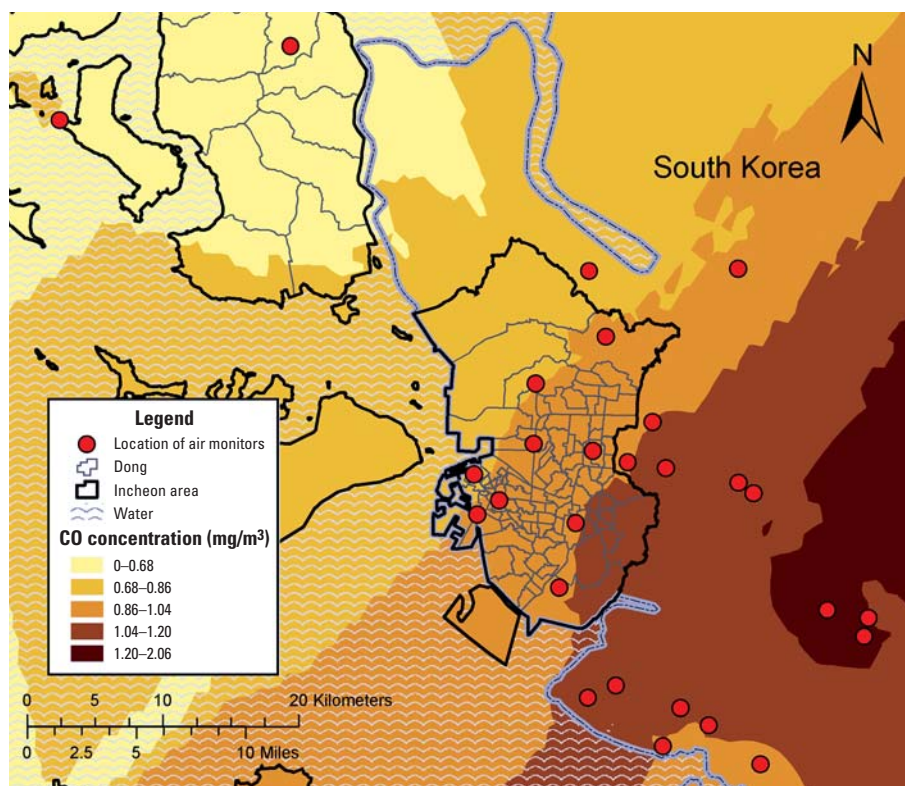 N
South Korea
Legend
Location of air monitors
Dong
Incheon area
Water
CO concentration (mg/m³)
0–0.68
0.68–0.86
0.86–1.04
1.04–1.20
1.20–2.06
0 5 10 20 Kilometers
0 2.5 5 10 Miles